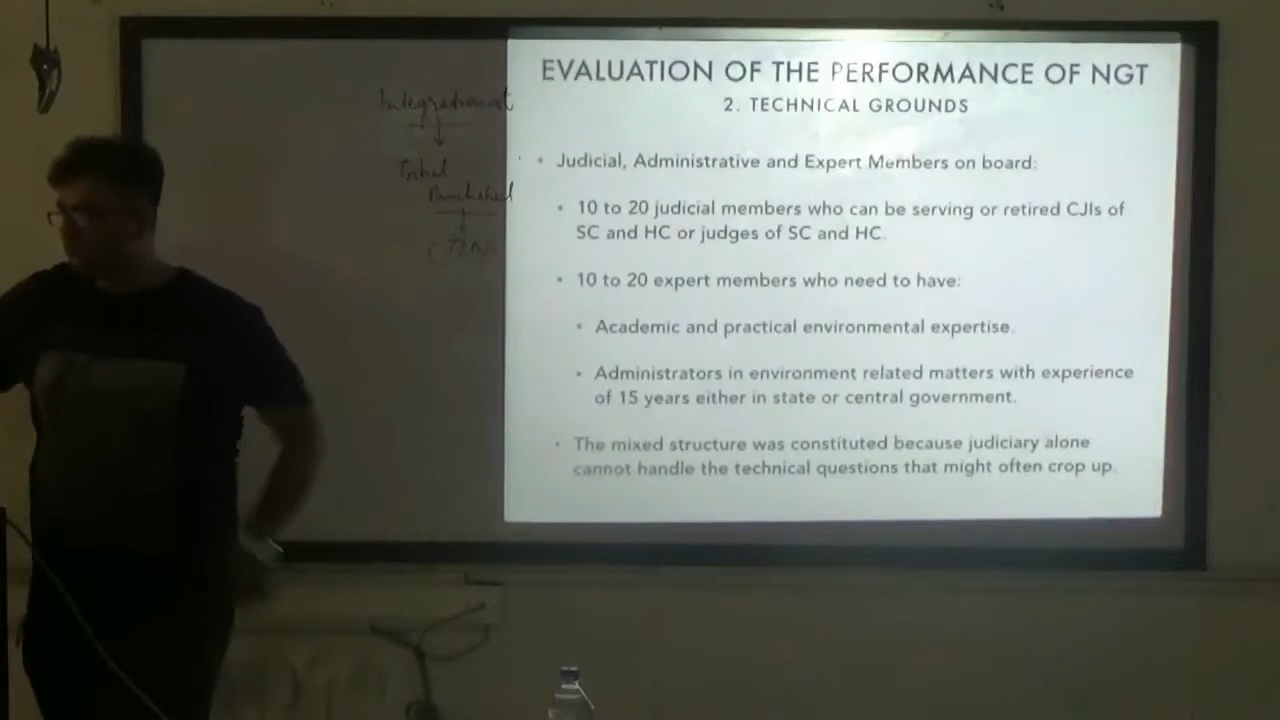 EVALUATION OF THE PERFORMANCE OF NGT
2. TECHNICAL GROUNDS
• Judicial, Administrative and Expert Members on board:
• 10 to 20 judicial members who can be serving or retired CJIs of
SC and HC or judges of SC and HC.
• 10 to 20 expert members who need to have:
• Academic and practical environmental expertise.
• Administrators in environment related matters with experience
of 15 years either in state or central government.
• The mixed structure was constituted because judiciary alone
cannot handle the technical questions that might often crop up.
Tribal